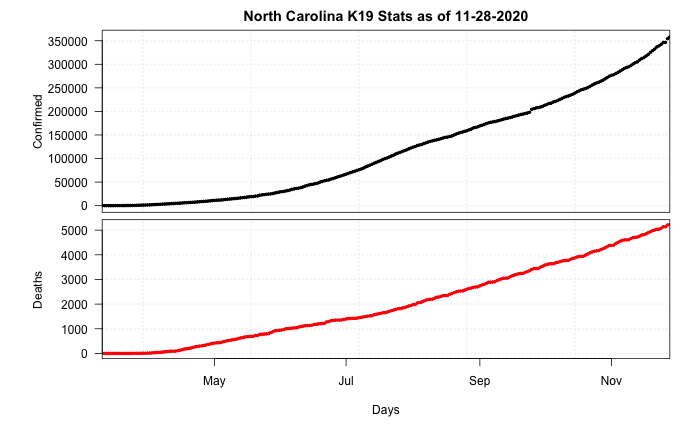 North Carolina K19 Stats as of 11-28-2020
Confirmed
350000
300000
250000
200000
150000
100000
50000
0
Deaths
5000
4000
3000
2000
1000
0
May Jul Sep Nov
Days